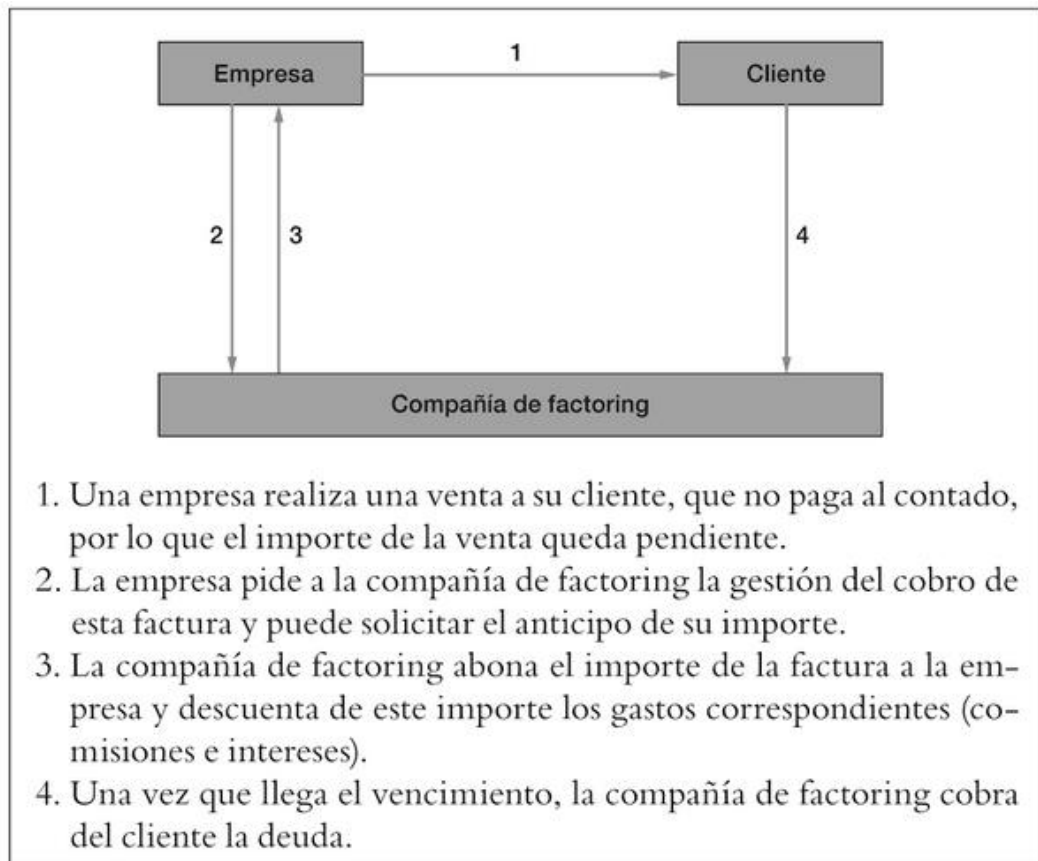 1
Empresa
Cliente
2
3
4
Compañía de factoring
1. Una empresa realiza una venta a su cliente, que no paga al contado,
por lo que el importe de la venta queda pendiente.
2. La empresa pide a la compañía de factoring la gestión del cobro de
esta factura y puede solicitar el anticipo de su importe.
3. La compañía de factoring abona el importe de la factura a la em-
presa y descuenta de este importe los gastos correspondientes (co-
misiones e intereses).
4. Una vez que llega el vencimiento, la compañía de factoring cobra
del cliente la deuda.